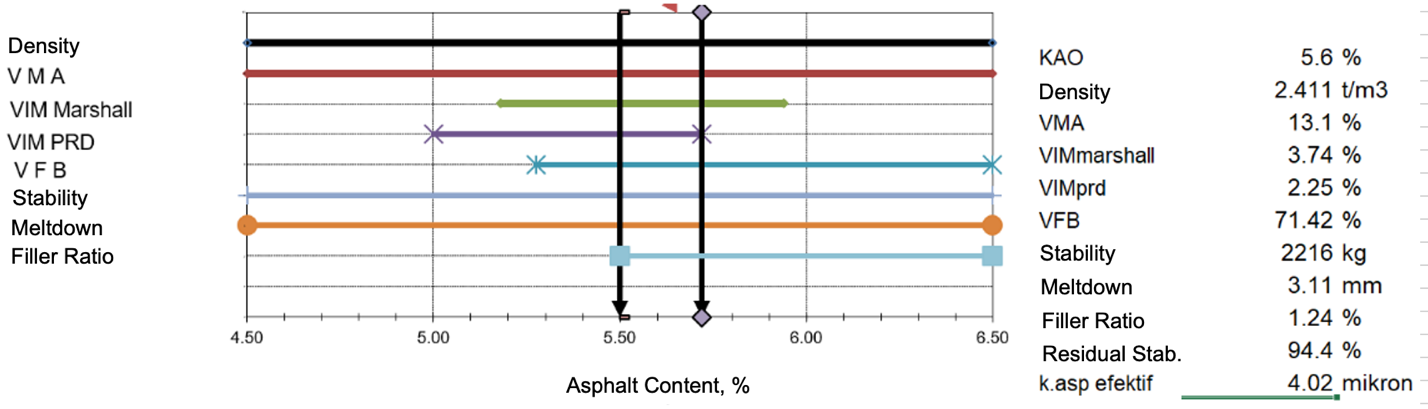 Density
V M A
VIM Marshall
VIM PRD
V F B
Stability
Meltdown
Filler Ratio
4.50 5.00 5.50 6.00 6.50
Asphalt Content, %
KAO 5.6 %
Density 2.411 t/m3
VMA 13.1 %
VIMmarshall 3.74 %
VIMprd 2.25 %
VFB 71.42 %
Stability 2216 kg
Meltdown 3.11 mm
Filler Ratio 1.24 %
Residual Stab. 94.4 %
k.asp efektif 4.02 mikron